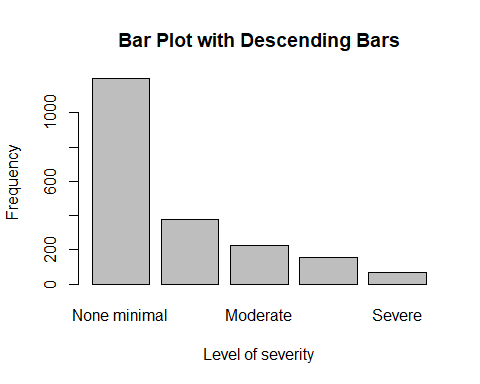 Bar Plot with Descending Bars
Frequency
1000
600
200
0
None minimal Moderate Severe
Level of severity